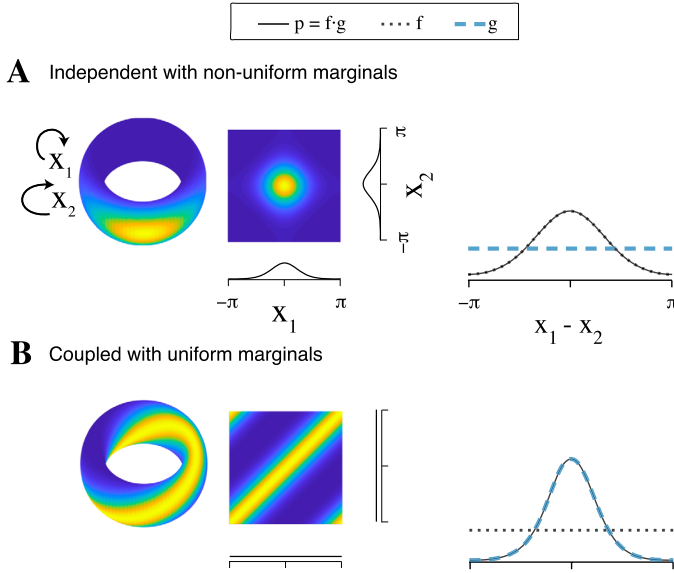 p = f·g f g
A Independent with non-uniform marginals
X1
X2
π
X2
-π
-π π
X1
-π π
x1 - x2
B Coupled with uniform marginals